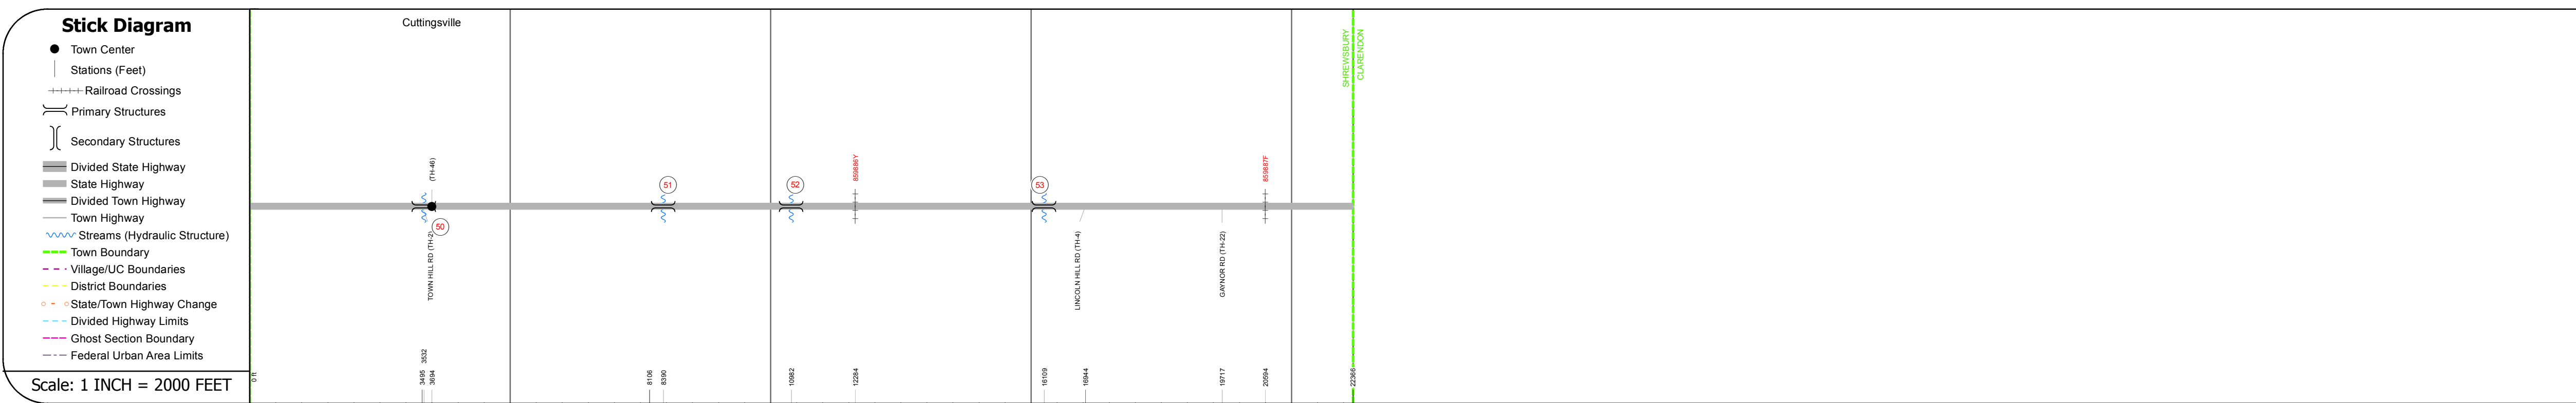 Stick Diagram
Town Center
Stations (Feet)
Railroad Crossings
Primary Structures
Secondary Structures
Divided State Highway
State Highway
Divided Town Highway
Town Highway
Streams (Hydraulic Structure)
Town Boundary
Village/UC Boundaries
District Boundaries
State/Town Highway Change
Divided Highway Limits
Ghost Section Boundary
Federal Urban Area Limits
Scale: 1 INCH = 2000 FEET
Cuttingsville
SHREWSBURY
CLARENDON
(TH-46)
50
TOWN HILL RD (TH-2)
51
52
859886Y
53
LINCOLN HILL RD (TH-4)
GAYNOR RD (TH-22)
859887F
0 ft
3495
3532
3694
8106
8390
10982
12284
16109
16944
19717
20594
22366